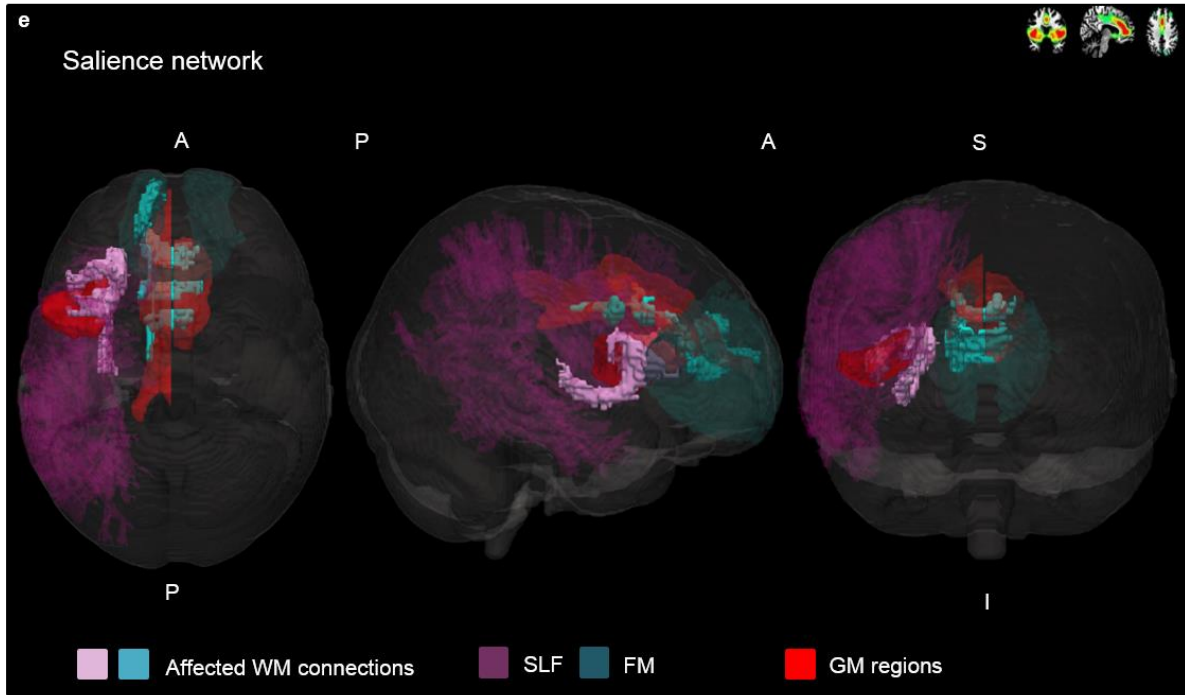 e
Salience network
A P A S
P I
Affected WM connections SLF FM GM regions